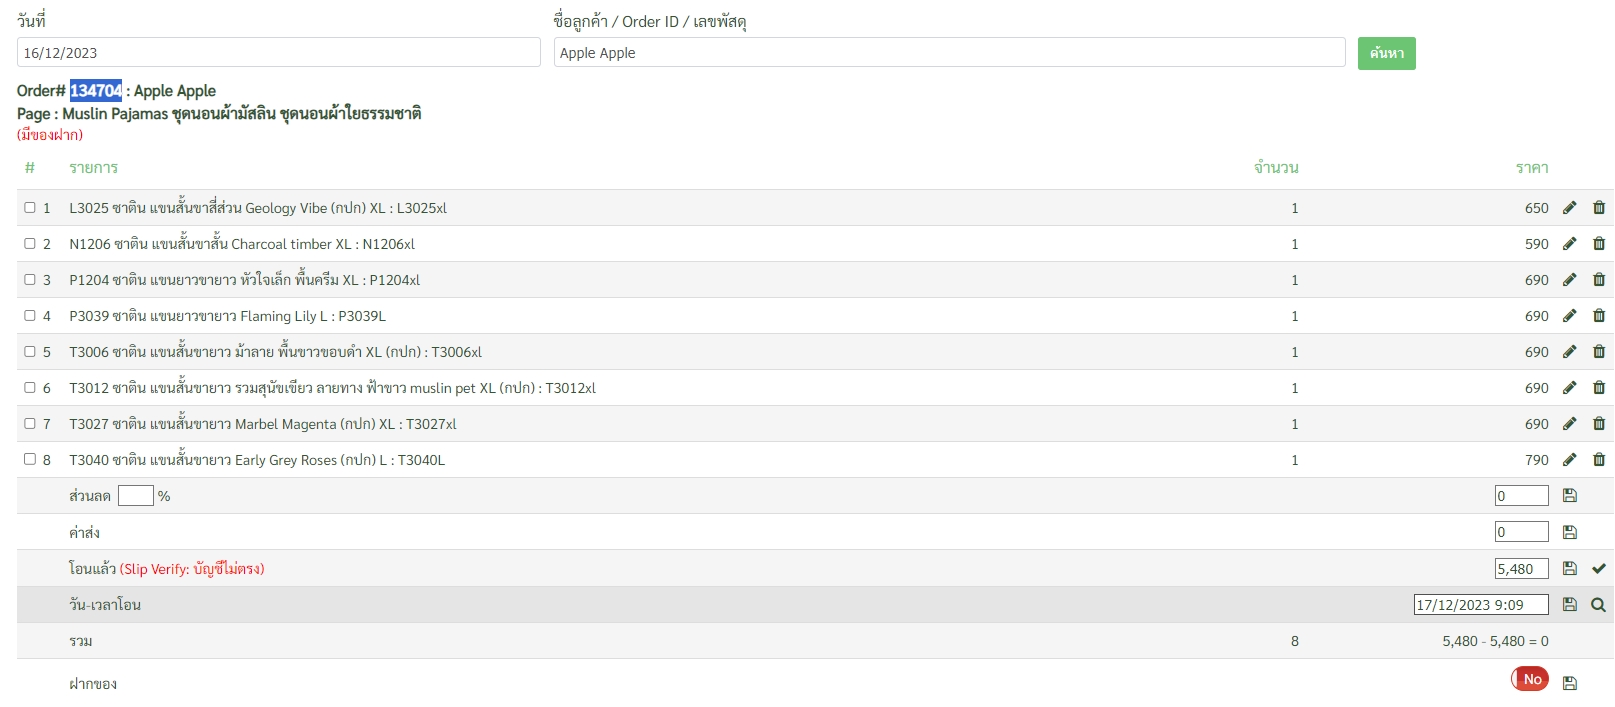 วันที่ ชื่อลูกค้า / Order ID / เลขพัสดุ
16/12/2023 Apple Apple ค้นหา
Order# 134704 : Apple Apple
Page : Muslin Pajamas ชุดนอนผ้ามัสลิน ชุดนอนผ้าใยธรรมชาติ
(มีของฝาก)
# รายการ จำนวน ราคา
1 L3025 ซาติน แขนสั้นขาสี่ส่วน Geology Vibe (กปก) XL : L3025xl 1 650
2 N1206 ซาติน แขนสั้นขาสั้น Charcoal timber XL : N1206xl 1 590
3 P1204 ซาติน แขนยาวขายาว หัวใจเล็ก พื้นครีม XL : P1204xl 1 690
4 P3039 ซาติน แขนยาวขายาว Flaming Lily L : P3039L 1 690
5 T3006 ซาติน แขนสั้นขายาว ม้าลาย พื้นขาวขอบดำ XL (กปก) : T3006xl 1 690
6 T3012 ซาติน แขนสั้นขายาว รวมสุนัขเขียว ลายทาง ฟ้าขาว muslin pet XL (กปก) : T3012xl 1 690
7 T3027 ซาติน แขนสั้นขายาว Marbel Magenta (กปก) XL : T3027xl 1 690
8 T3040 ซาติน แขนสั้นขายาว Early Grey Roses (กปก) L : T3040L 1 790
ส่วนลด % 0
ค่าส่ง 0
โอนแล้ว (Slip Verify: บัญชีไม่ตรง) 5,480
วัน-เวลาโอน 17/12/2023 9:09
รวม 8 5,480 - 5,480 = 0
ฝากของ No